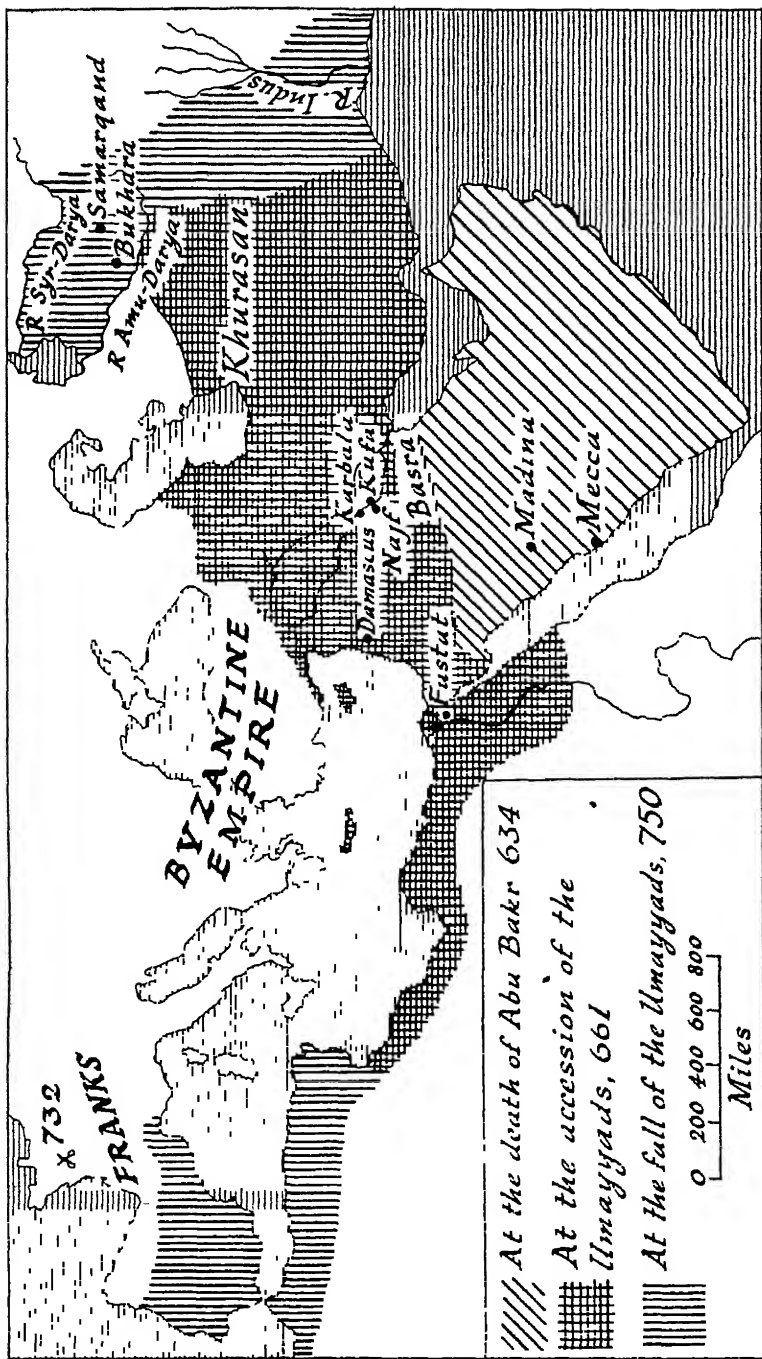 x 732
FRANKS
BYZANTINE
EMPIRE
R Syr-Darya
Samarqand
Bukhara
R Amu-Darya
Khurasan
R. Indus
Karbala
Kufa
Damascus
Najf
Basra
Fustat
Madina
Mecca
At the death of Abu Bakr 634
At the accession of the
Umayyads, 661
At the fall of the Umayyads, 750
0 200 400 600 800
Miles